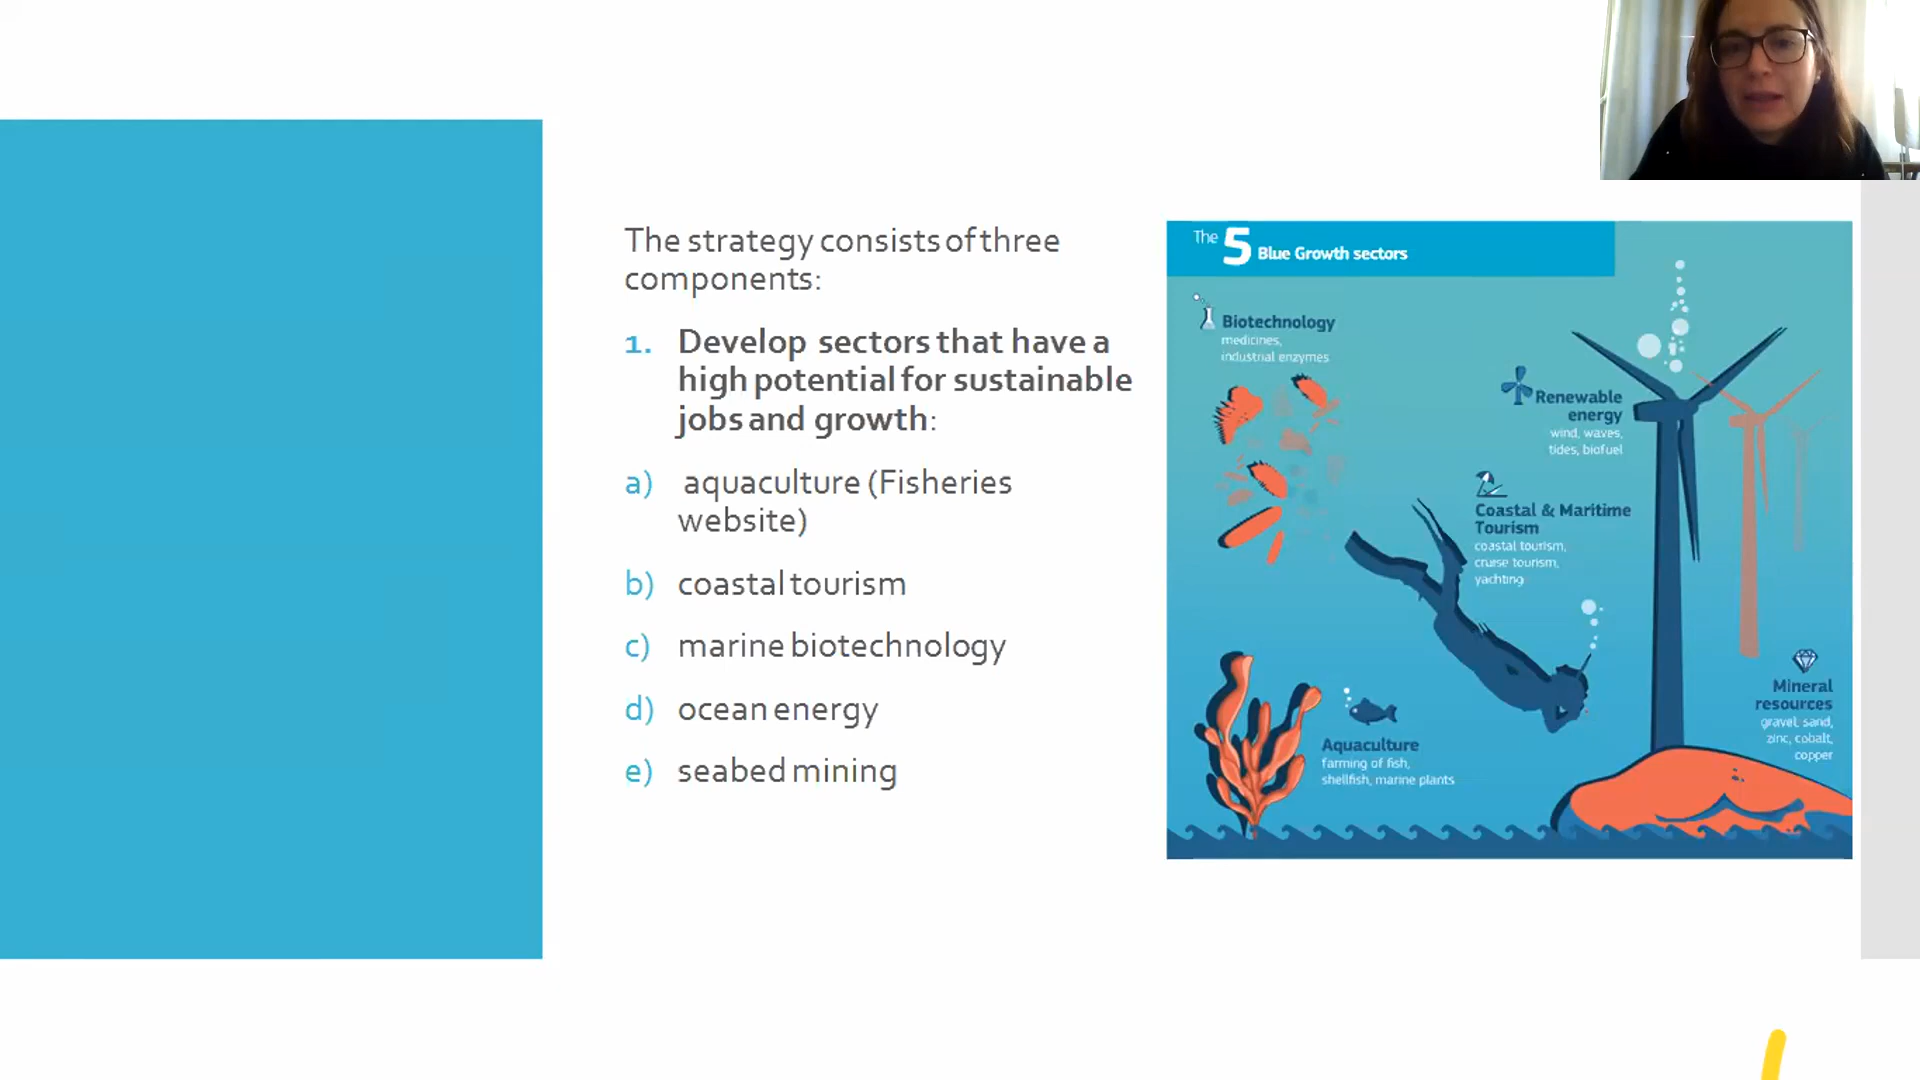 The strategy consists of three
components:
1. Develop sectors that have a
high potential for sustainable
jobs and growth:
a) aquaculture (Fisheries
website)
b) coastal tourism
c) marine biotechnology
d) ocean energy
e) seabed mining
The 5 Blue Growth sectors
Biotechnology
medicines,
industrial enzymes
Renewable
energy
wind, waves,
tides, biofuel
Coastal & Maritime
Tourism
coastal tourism,
cruise tourism,
yachting
Mineral
resources
gravel, sand,
zinc, cobalt,
copper
Aquaculture
farming of fish,
shellfish, marine plants